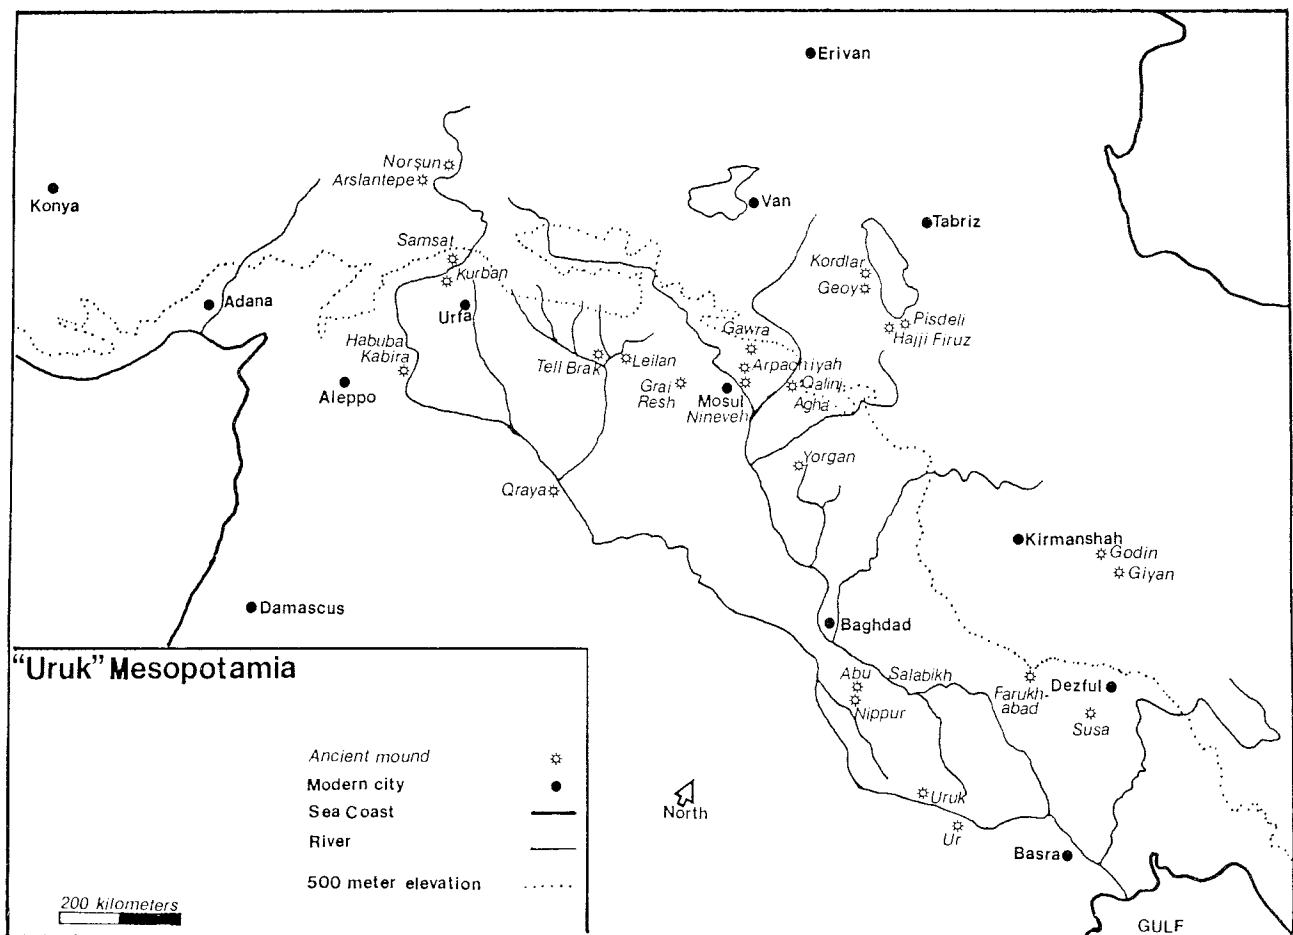 Erivan
Norşun
Arslantepe
Konya
Van
Tabriz
Samsat
Kordlar
Kurban
Geoy
Adana
Urfa
Pisdeli
Hajji Firuz
Gawra
Habuba
Kabira
Tell Brak
Leilan
Arpachiyah
Grai
Resh
Mosul
Nineveh
Qalinj
Agha
Aleppo
Yorgan
Qraya
Kirmanshah
Godin
Giyan
Damascus
Baghdad
"Uruk" Mesopotamia
Abu Salabikh
Nippur
Farukh-
abad
Dezful
Susa
Ancient mound
Modern city
Sea Coast
River
500 meter elevation
North
Uruk
Ur
Basra
200 kilometers
GULF